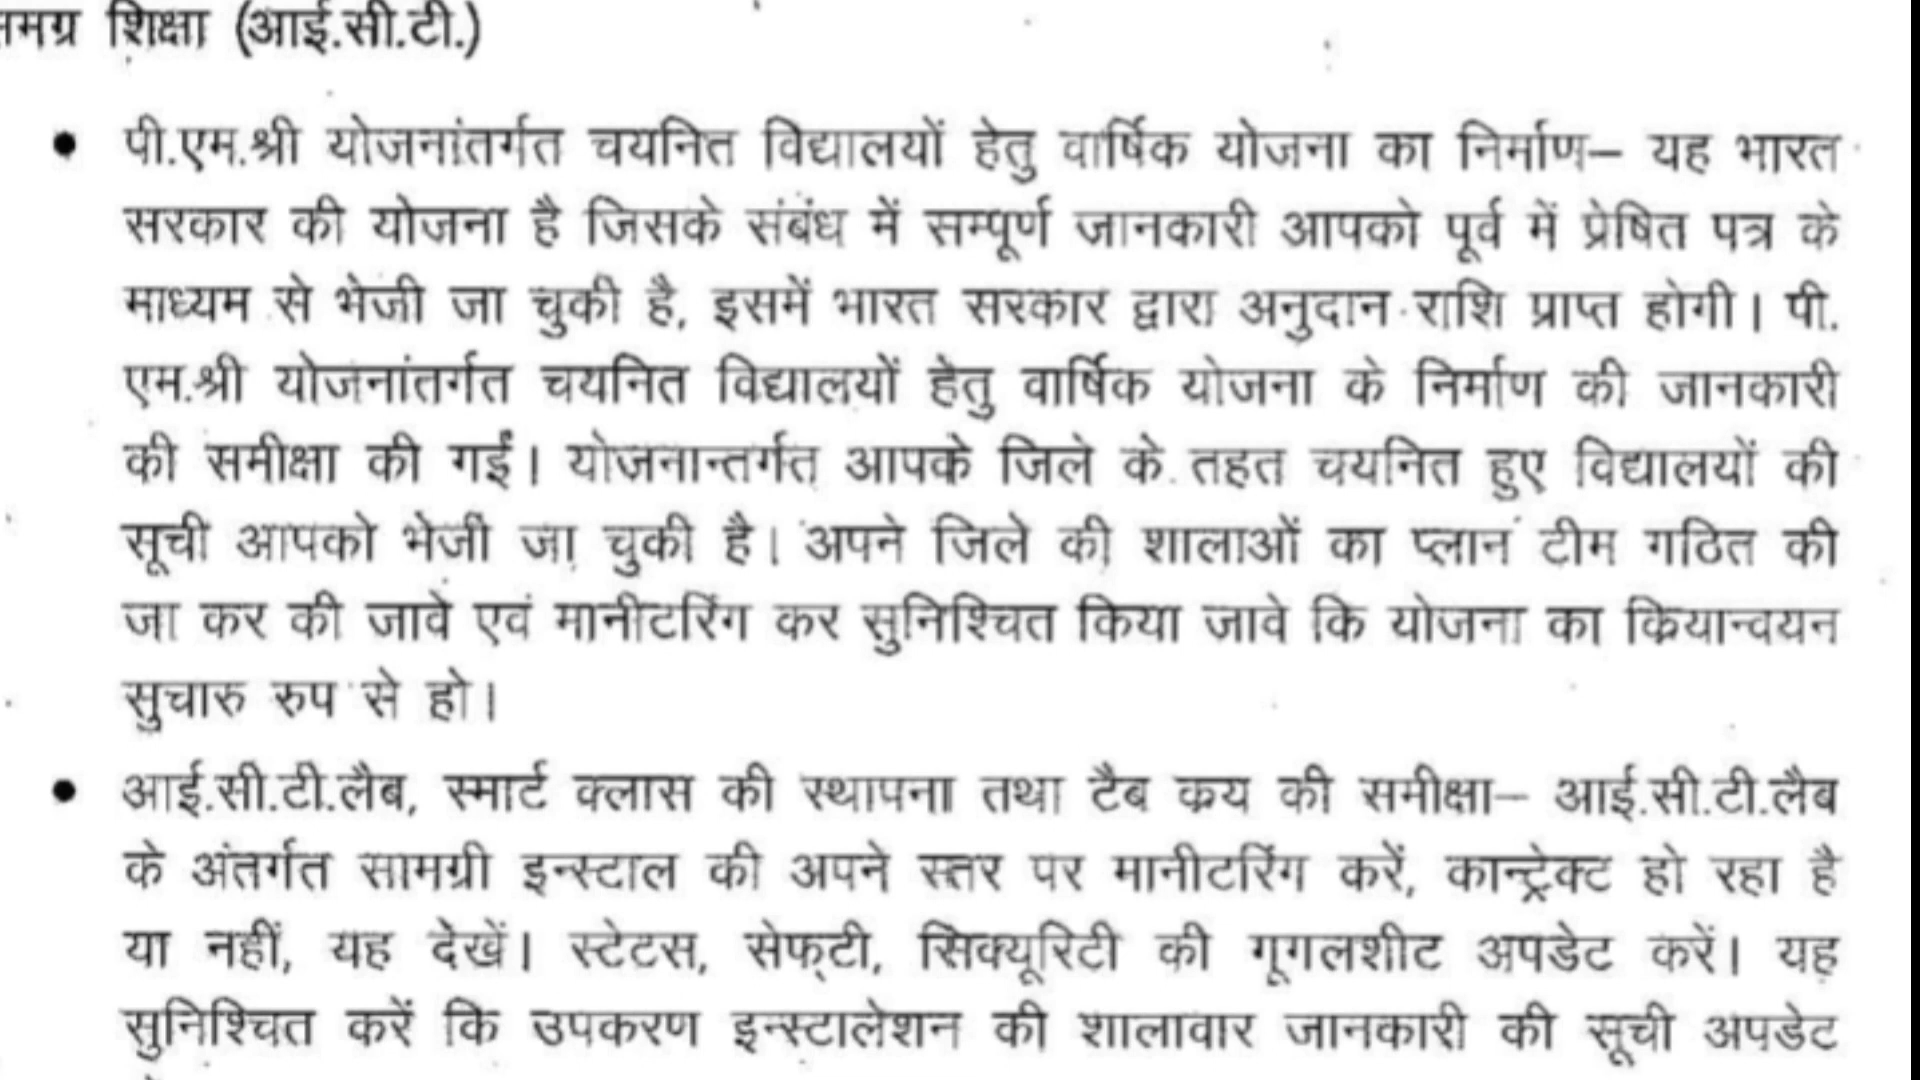 समग्र शिक्षा (आई.सी.टी.)
• पी.एम.श्री योजनांतर्गत चयनित विद्यालयों हेतु वार्षिक योजना का निर्माण– यह भारत
सरकार की योजना है जिसके संबंध में सम्पूर्ण जानकारी आपको पूर्व में प्रेषित पत्र के
माध्यम से भेजी जा चुकी है, इसमें भारत सरकार द्वारा अनुदान राशि प्राप्त होगी। पी.
एम.श्री योजनांतर्गत चयनित विद्यालयों हेतु वार्षिक योजना के निर्माण की जानकारी
की समीक्षा की गई। योजनान्तर्गत आपके जिले के तहत चयनित हुए विद्यालयों की
सूची आपको भेजी जा चुकी है। अपने जिले की शालाओं का प्लान टीम गठित की
जा कर की जावे एवं मानीटरिंग कर सुनिश्चित किया जावे कि योजना का क्रियान्वयन
सुचारु रुप से हो।
• आई.सी.टी.लैब, स्मार्ट क्लास की स्थापना तथा टैब क्रय की समीक्षा– आई.सी.टी.लैब
के अंतर्गत सामग्री इन्स्टाल की अपने स्तर पर मानीटरिंग करें, कान्ट्रेक्ट हो रहा है
या नहीं, यह देखें। स्टेटस, सेफ्टी, सिक्यूरिटी की गूगलशीट अपडेट करें। यह
सुनिश्चित करें कि उपकरण इन्स्टालेशन की शालावार जानकारी की सूची अपडेट